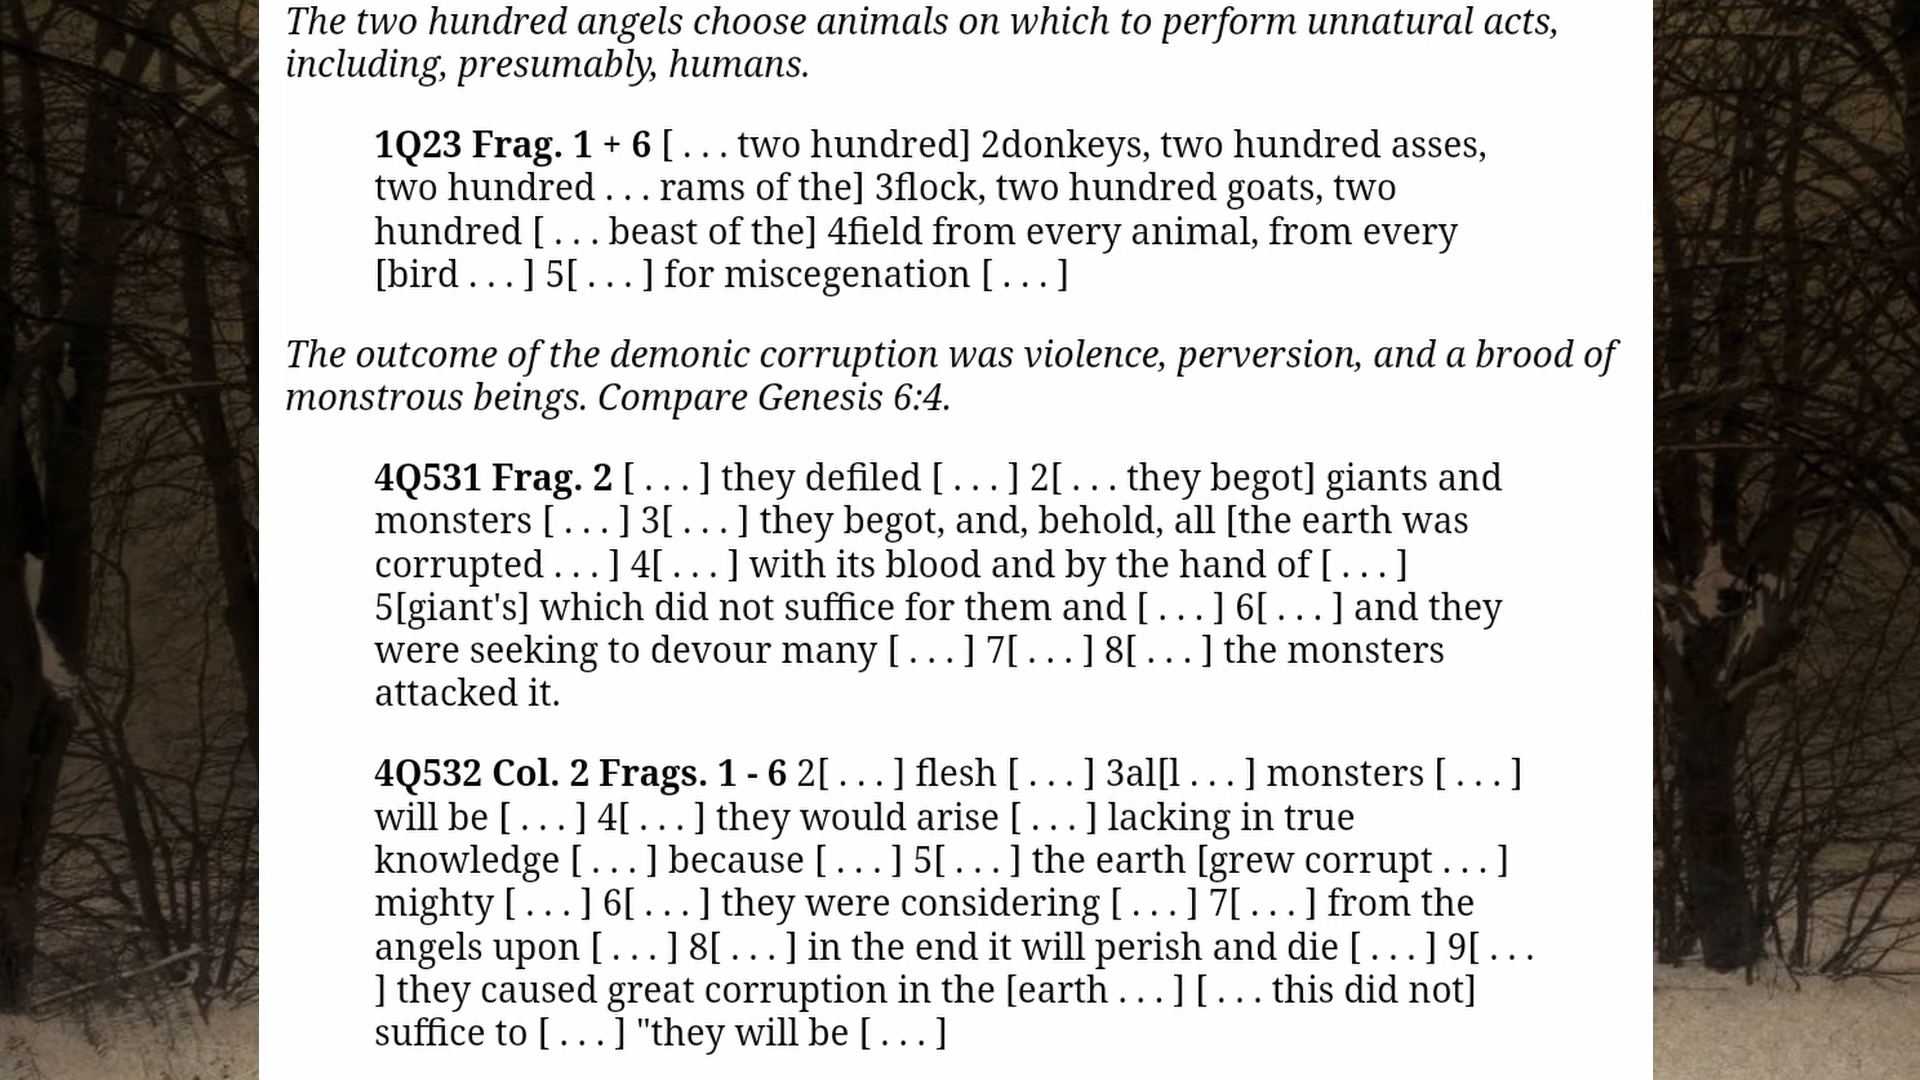 The two hundred angels choose animals on which to perform unnatural acts,
including, presumably, humans.
1Q23 Frag. 1 + 6 [ . . . two hundred] 2donkeys, two hundred asses,
two hundred . . . rams of the] 3flock, two hundred goats, two
hundred [ . . . beast of the] 4field from every animal, from every
[bird . . . ] 5[ . . . ] for miscegenation [ . . . ]
The outcome of the demonic corruption was violence, perversion, and a brood of
monstrous beings. Compare Genesis 6:4.
4Q531 Frag. 2 [ . . . ] they defiled [ . . . ] 2[ . . . they begot] giants and
monsters [ . . . ] 3[ . . . ] they begot, and, behold, all [the earth was
corrupted . . . ] 4[ . . . ] with its blood and by the hand of [ . . . ]
5[giant's] which did not suffice for them and [ . . . ] 6[ . . . ] and they
were seeking to devour many [ . . . ] 7[ . . . ] 8[ . . . ] the monsters
attacked it.
4Q532 Col. 2 Frags. 1 - 6 2[ . . . ] flesh [ . . . ] 3al[l . . . ] monsters [ . . . ]
will be [ . . . ] 4[ . . . ] they would arise [ . . . ] lacking in true
knowledge [ . . . ] because [ . . . ] 5[ . . . ] the earth [grew corrupt . . . ]
mighty [ . . . ] 6[ . . . ] they were considering [ . . . ] 7[ . . . ] from the
angels upon [ . . . ] 8[ . . . ] in the end it will perish and die [ . . . ] 9[ . . .
] they caused great corruption in the [earth . . . ] [ . . . this did not]
suffice to [ . . . ] "they will be [ . . . ]